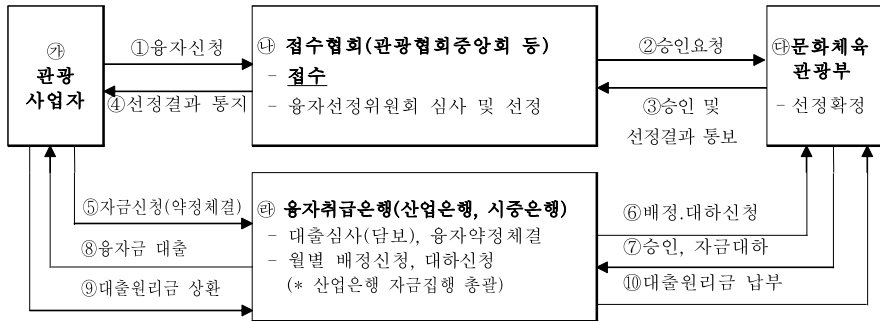 ㉮
관광
사업자
①융자신청
④선정결과 통지
㉯ 접수협회(관광협회중앙회 등)
- 접수
- 융자선정위원회 심사 및 선정
②승인요청
③승인 및
선정결과 통보
㉰문화체육
관광부
- 선정확정
⑤자금신청(약정체결)
⑧융자금 대출
⑨대출원리금 상환
㉱ 융자취급은행(산업은행, 시중은행)
- 대출심사(담보), 융자약정체결
- 월별 배정신청, 대하신청
(* 산업은행 자금집행 총괄)
⑥배정.대하신청
⑦승인, 자금대하
⑩대출원리금 납부